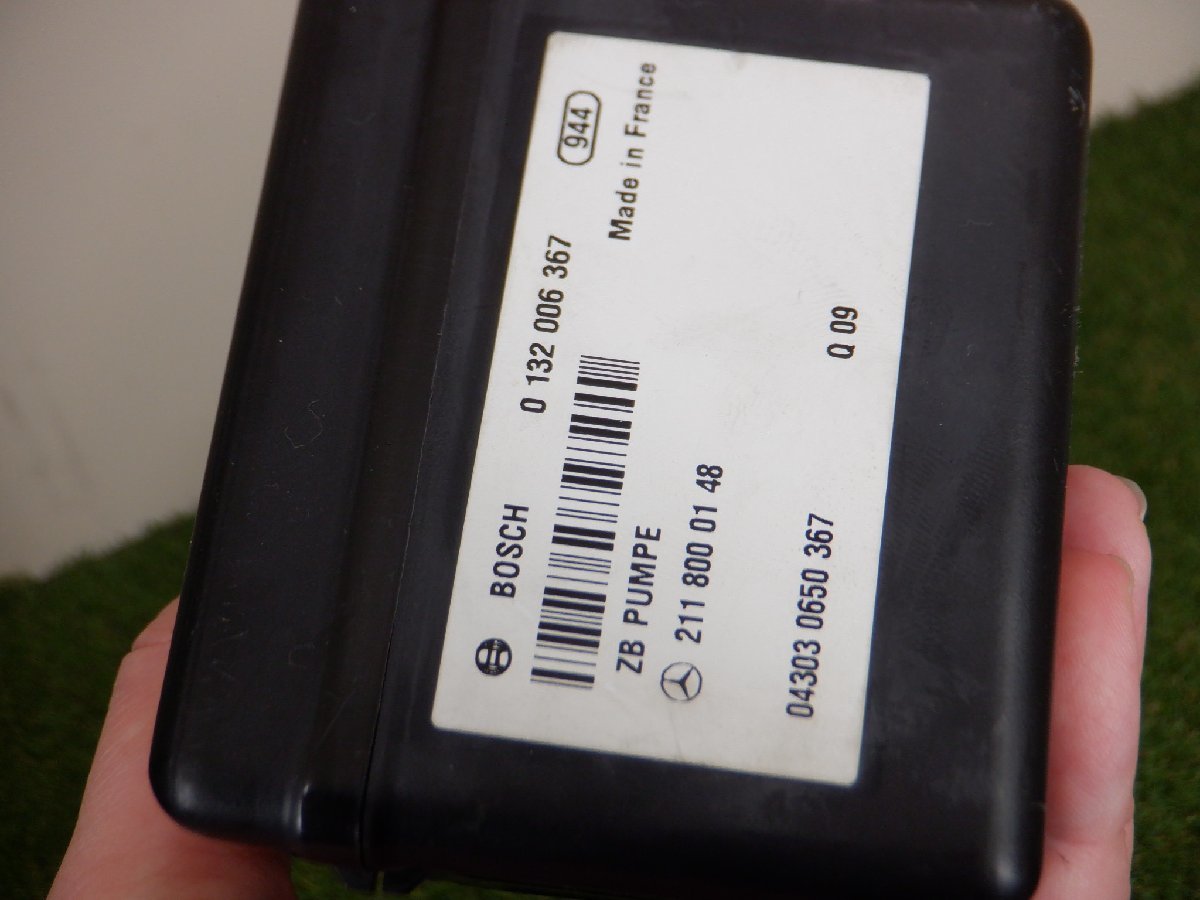 BOSCH 0 132 006 367 944
Made in France
ZB PUMPE
211 800 01 48
04303 0650 367 Q 09